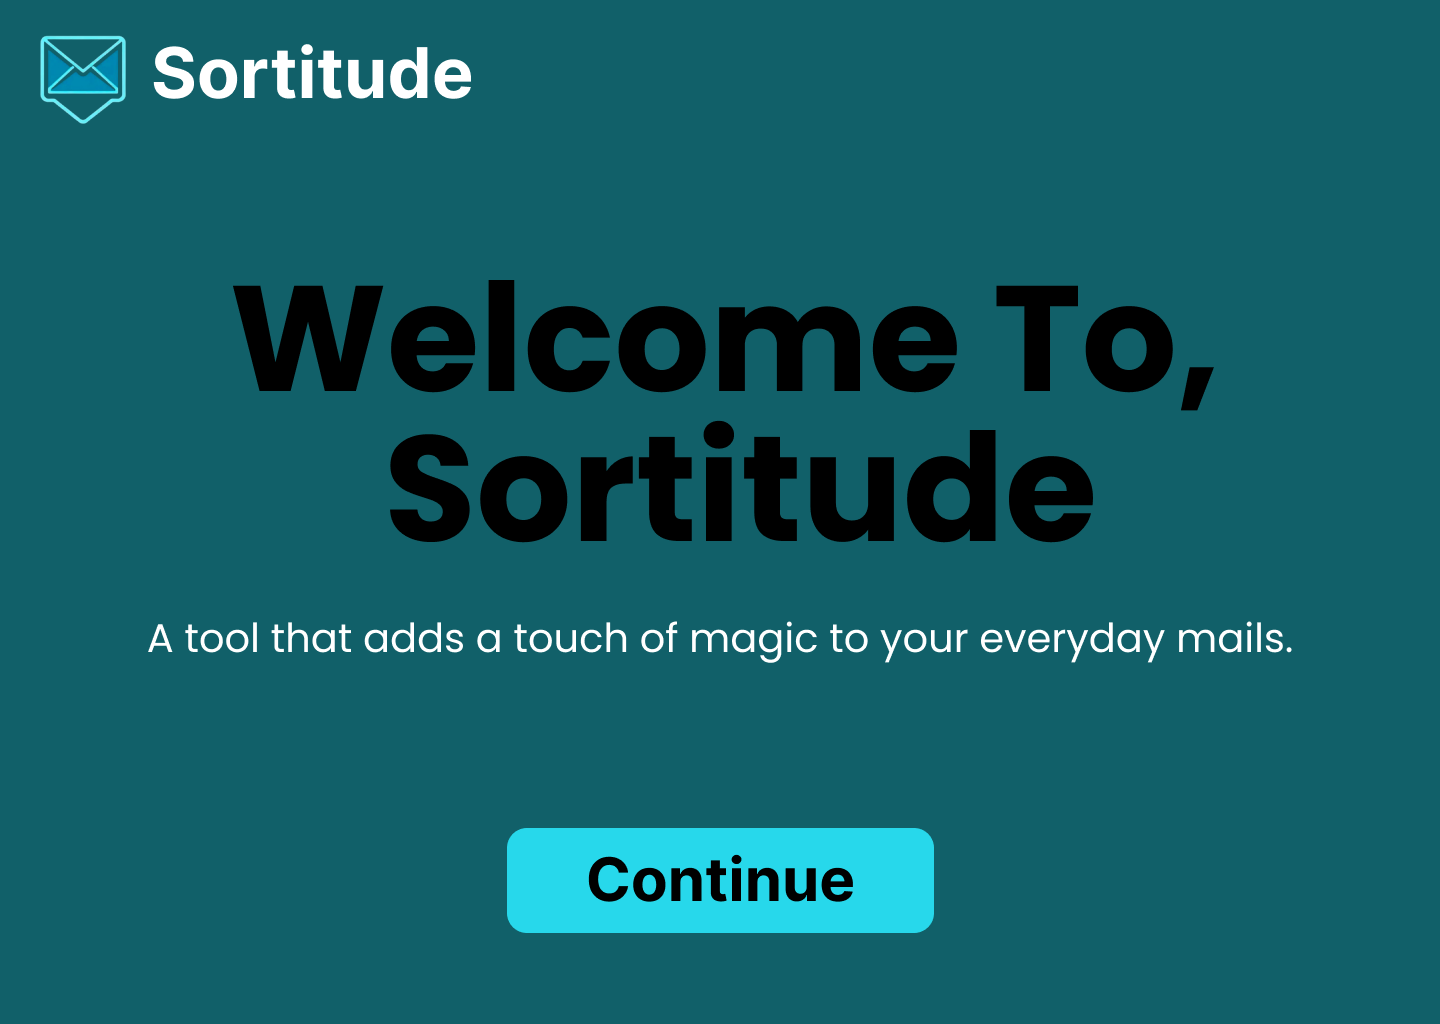 Sortitude
Welcome To,
Sortitude
A tool that adds a touch of magic to your everyday mails.
Continue